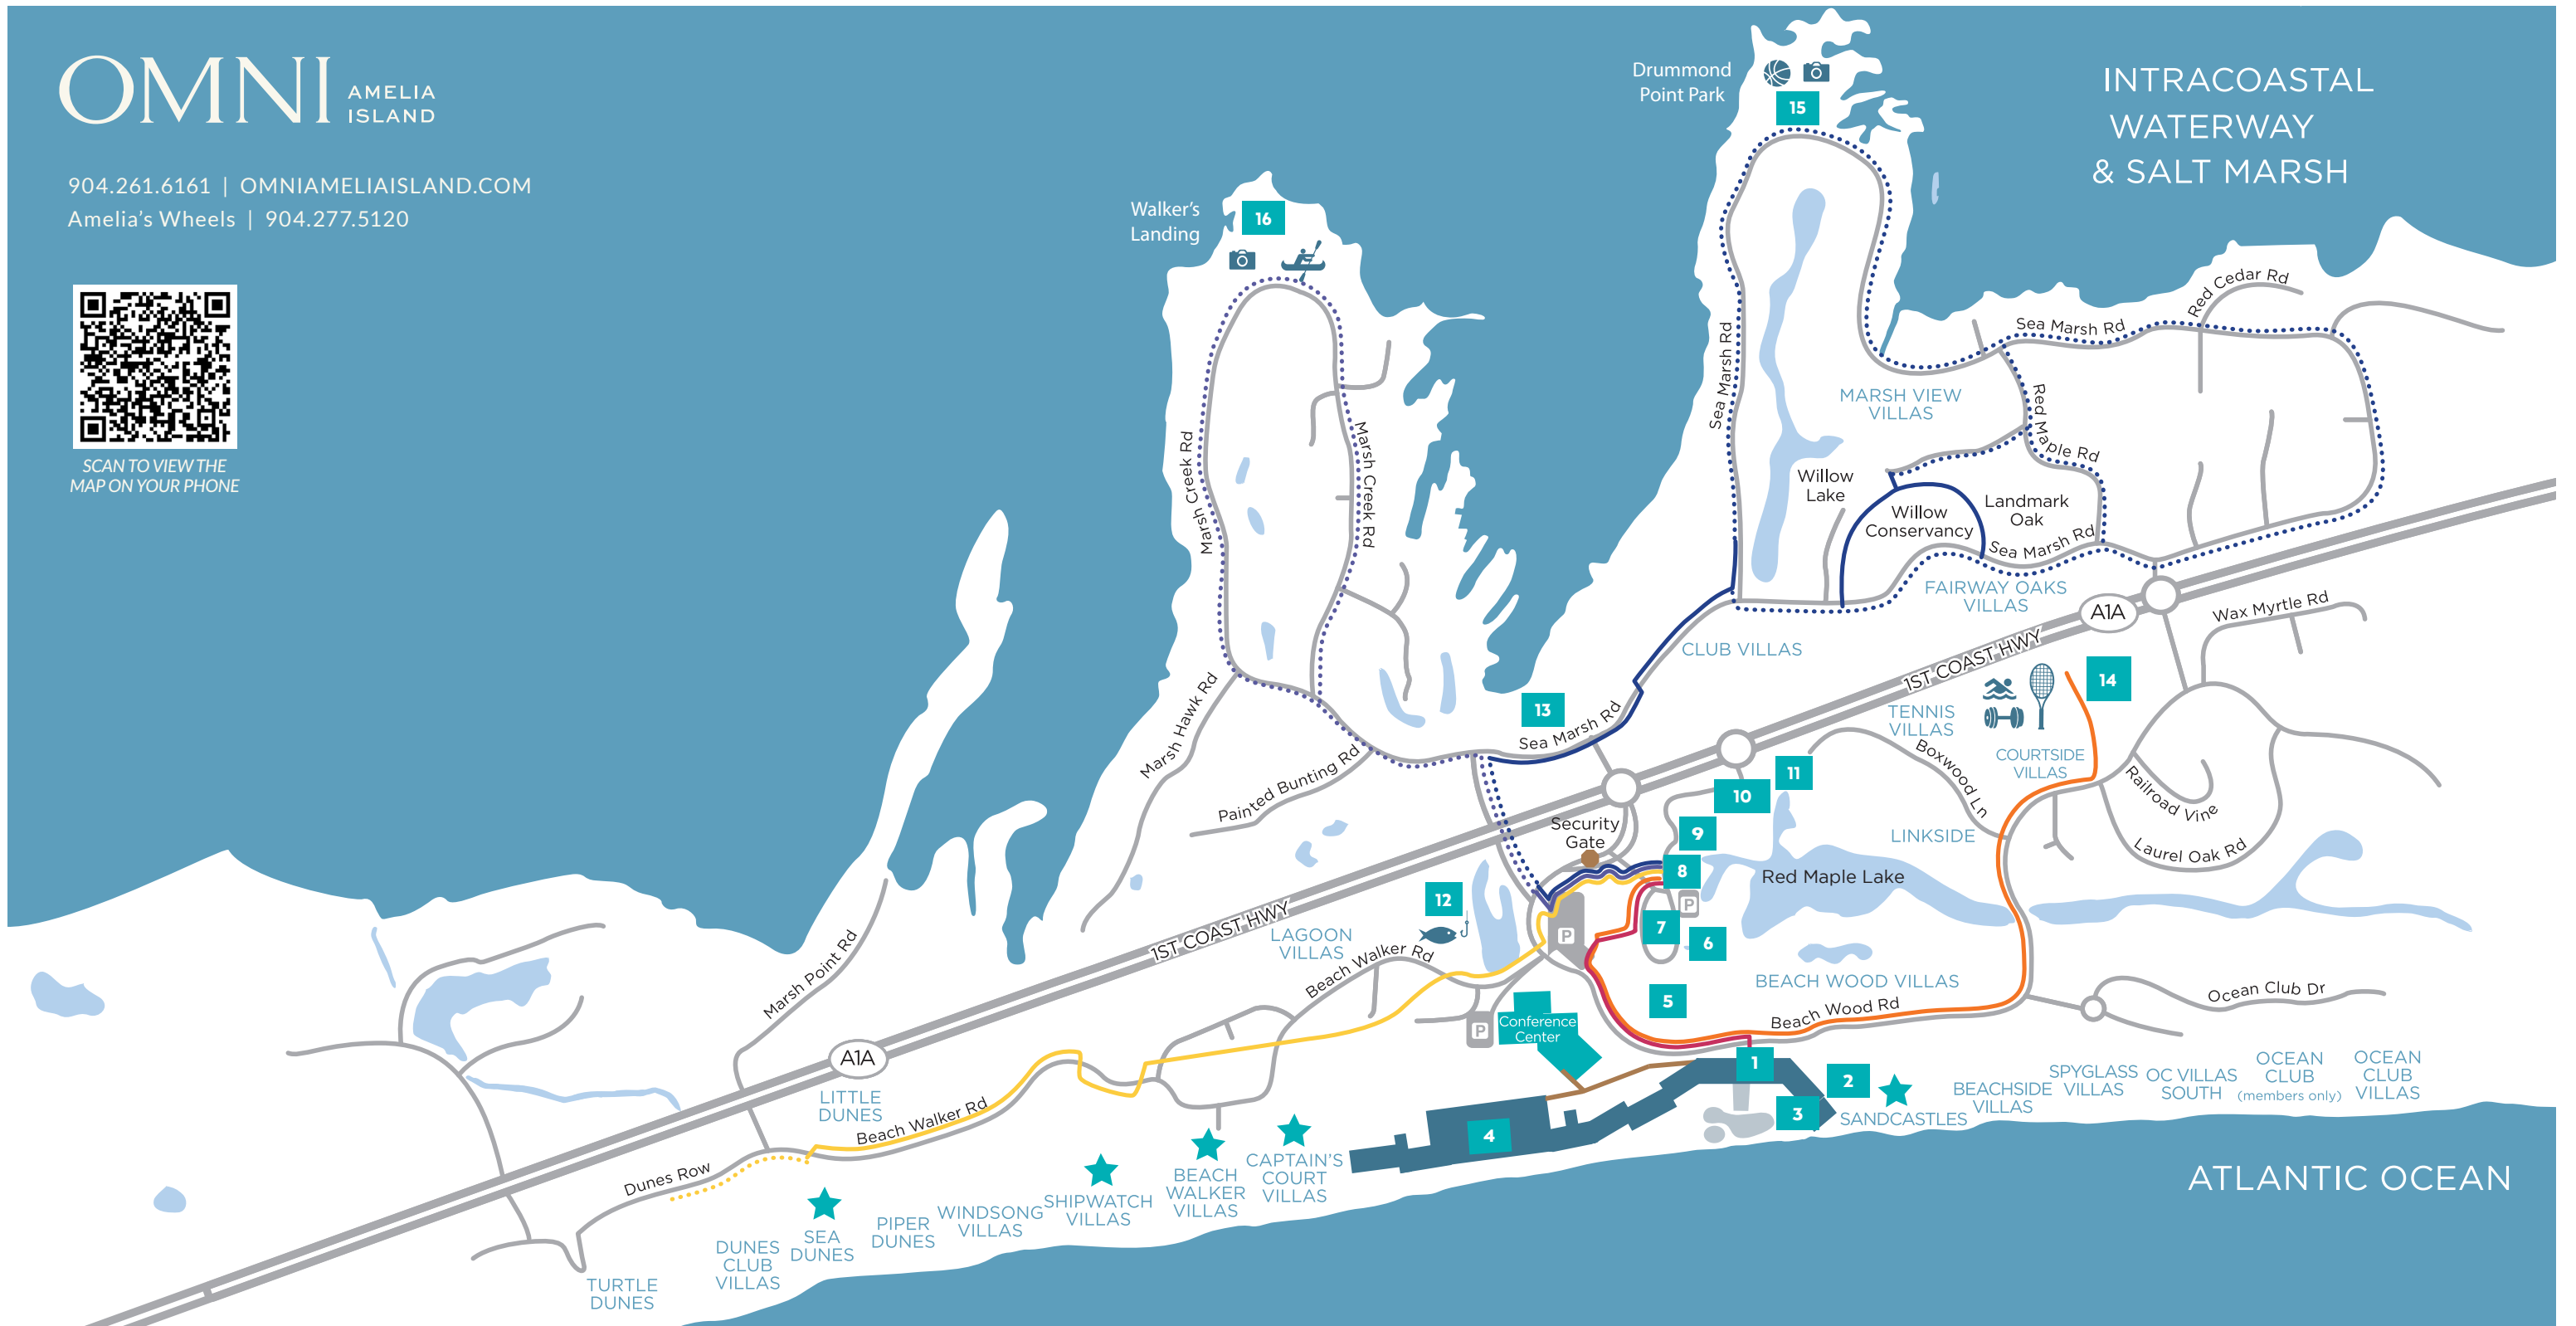 OMNI
AMELIA
ISLAND
904.261.6161 | OMNIAMELIAISLAND.COM
Amelia's Wheels | 904.277.5120
SCAN TO VIEW THE
MAP ON YOUR PHONE
Drummond
Point Park
15
INTRACOASTAL
WATERWAY
& SALT MARSH
Walker's
Landing
16
Red Cedar Rd
Sea Marsh Rd
Sea Marsh Rd
Red Maple Rd
MARSH VIEW
VILLAS
Marsh Creek Rd
Marsh Creek Rd
Willow
Lake
Willow
Conservancy
Landmark
Oak
Sea Marsh Rd
FAIRWAY OAKS
VILLAS
A1A
Wax Myrtle Rd
1ST COAST HWY
CLUB VILLAS
14
13
Sea Marsh Rd
Marsh Hawk Rd
TENNIS
VILLAS
COURTSIDE
VILLAS
Boxwood Ln
Railroad Vine
Laurel Oak Rd
Painted Bunting Rd
11
10
Security
Gate
9
LINKSIDE
8
Red Maple Lake
P
12
7
6
P
1ST COAST HWY
LAGOON
VILLAS
Beach Walker Rd
Marsh Point Rd
BEACH WOOD VILLAS
5
Beach Wood Rd
Ocean Club Dr
P
Conference
Center
A1A
1
2
3
4
SANDCASTLES
BEACHSIDE
VILLAS
SPYGLASS
VILLAS
OC VILLAS
SOUTH
OCEAN
CLUB
(members only)
OCEAN
CLUB
VILLAS
LITTLE
DUNES
Beach Walker Rd
Dunes Row
CAPTAIN'S
COURT
VILLAS
BEACH
WALKER
VILLAS
SHIPWATCH
VILLAS
WINDSONG
VILLAS
PIPER
DUNES
SEA
DUNES
DUNES
CLUB
VILLAS
TURTLE
DUNES
ATLANTIC OCEAN